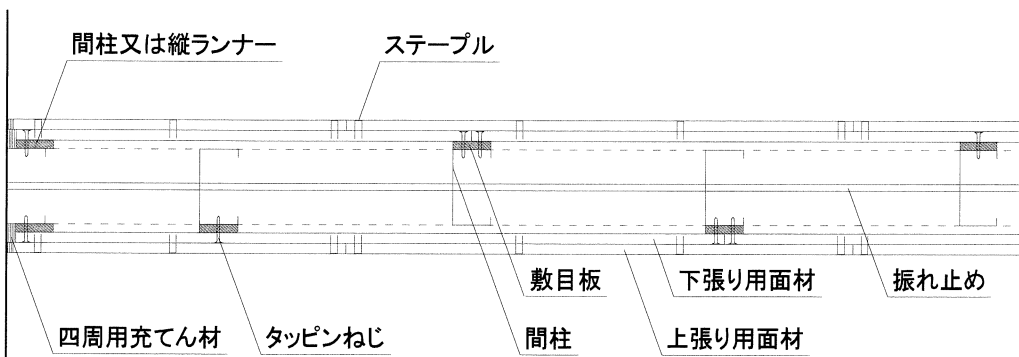 間柱又は縦ランナー
ステープル
敷目板
下張り用面材
振れ止め
四周用充てん材
タッピンねじ
間柱
上張り用面材